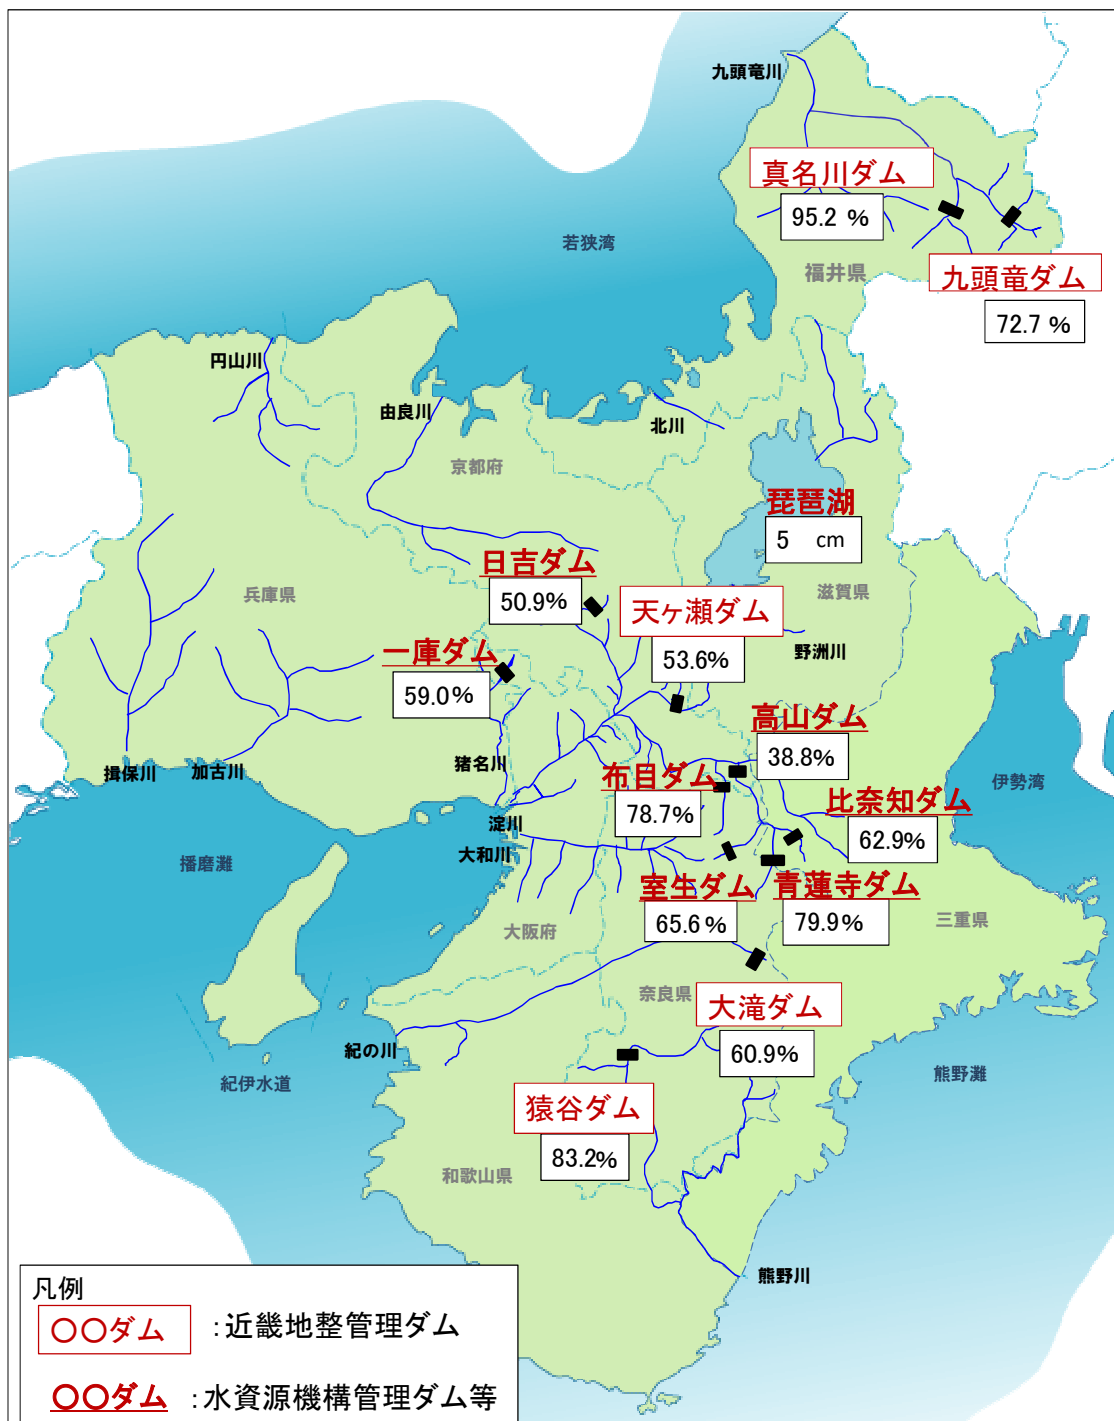 九頭竜川
真名川ダム
95.2 %
若狭湾
福井県
九頭竜ダム
72.7 %
円山川
由良川
北川
京都府
琵琶湖
5 cm
日吉ダム
50.9%
兵庫県
天ヶ瀬ダム
53.6%
滋賀県
野洲川
一庫ダム
59.0%
高山ダム
38.8%
猪名川
揖保川
加古川
布目ダム
78.7%
伊勢湾
比奈知ダム
62.9%
淀川
大和川
播磨灘
室生ダム
65.6%
青蓮寺ダム
79.9%
大阪府
三重県
奈良県
大滝ダム
60.9%
紀の川
紀伊水道
熊野灘
猿谷ダム
83.2%
和歌山県
熊野川
凡例
〇〇ダム :近畿地整管理ダム
〇〇ダム :水資源機構管理ダム等